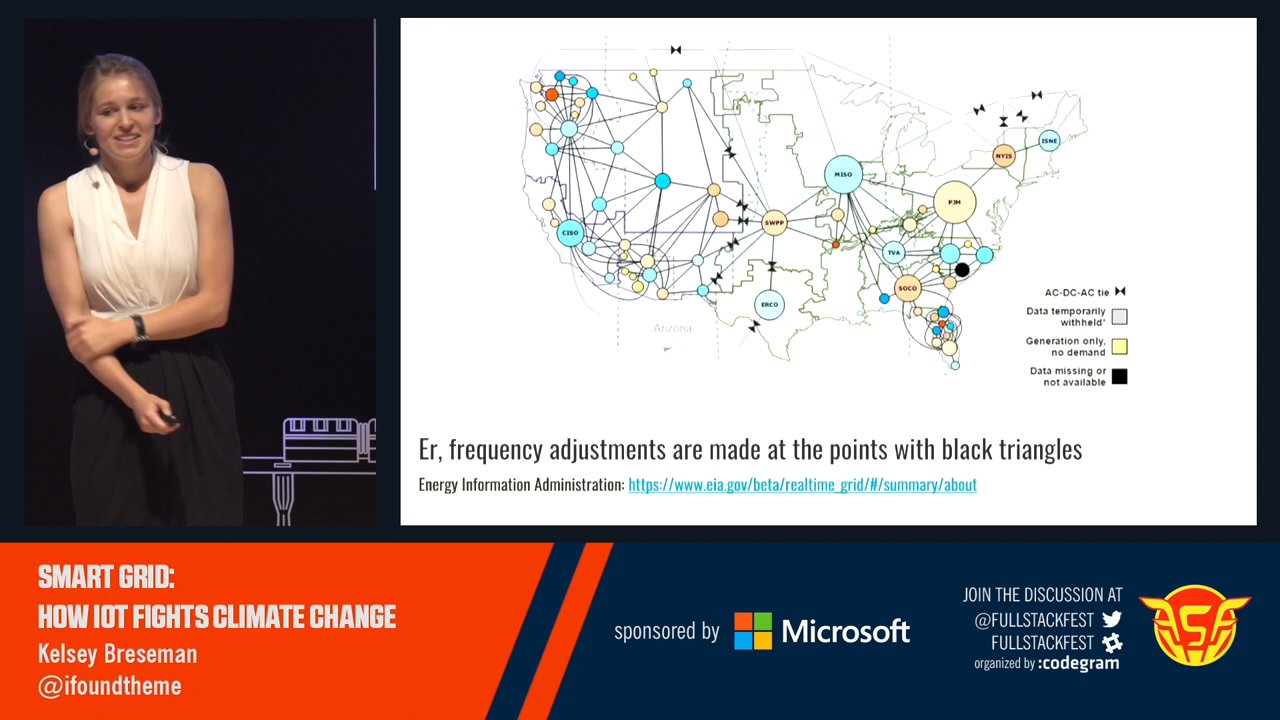 CISO
SWPP
MISO
ERCO
TVA
SOCO
PJM
NYIS
ISNE
Arizona
AC-DC-AC tie
Data temporarily
withheld*
Generation only,
no demand
Data missing or
not available
Er, frequency adjustments are made at the points with black triangles
Energy Information Administration: https://www.eia.gov/beta/realtime_grid/#/summary/about
SMART GRID:
HOW IOT FIGHTS CLIMATE CHANGE
Kelsey Breseman
@ifoundtheme
sponsored by Microsoft
JOIN THE DISCUSSION AT
@FULLSTACKFEST
FULLSTACKFEST
organized by :codegram
FSF